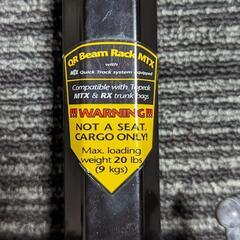 QR Beam Rack MTX
with
MTX Quick Track system equipped
Compatible with Topeak
MTX & RX trunk bags
!!! WARNING !!!
NOT A SEAT.
CARGO ONLY!
Max. loading
weight 20 lbs
(9 kgs)